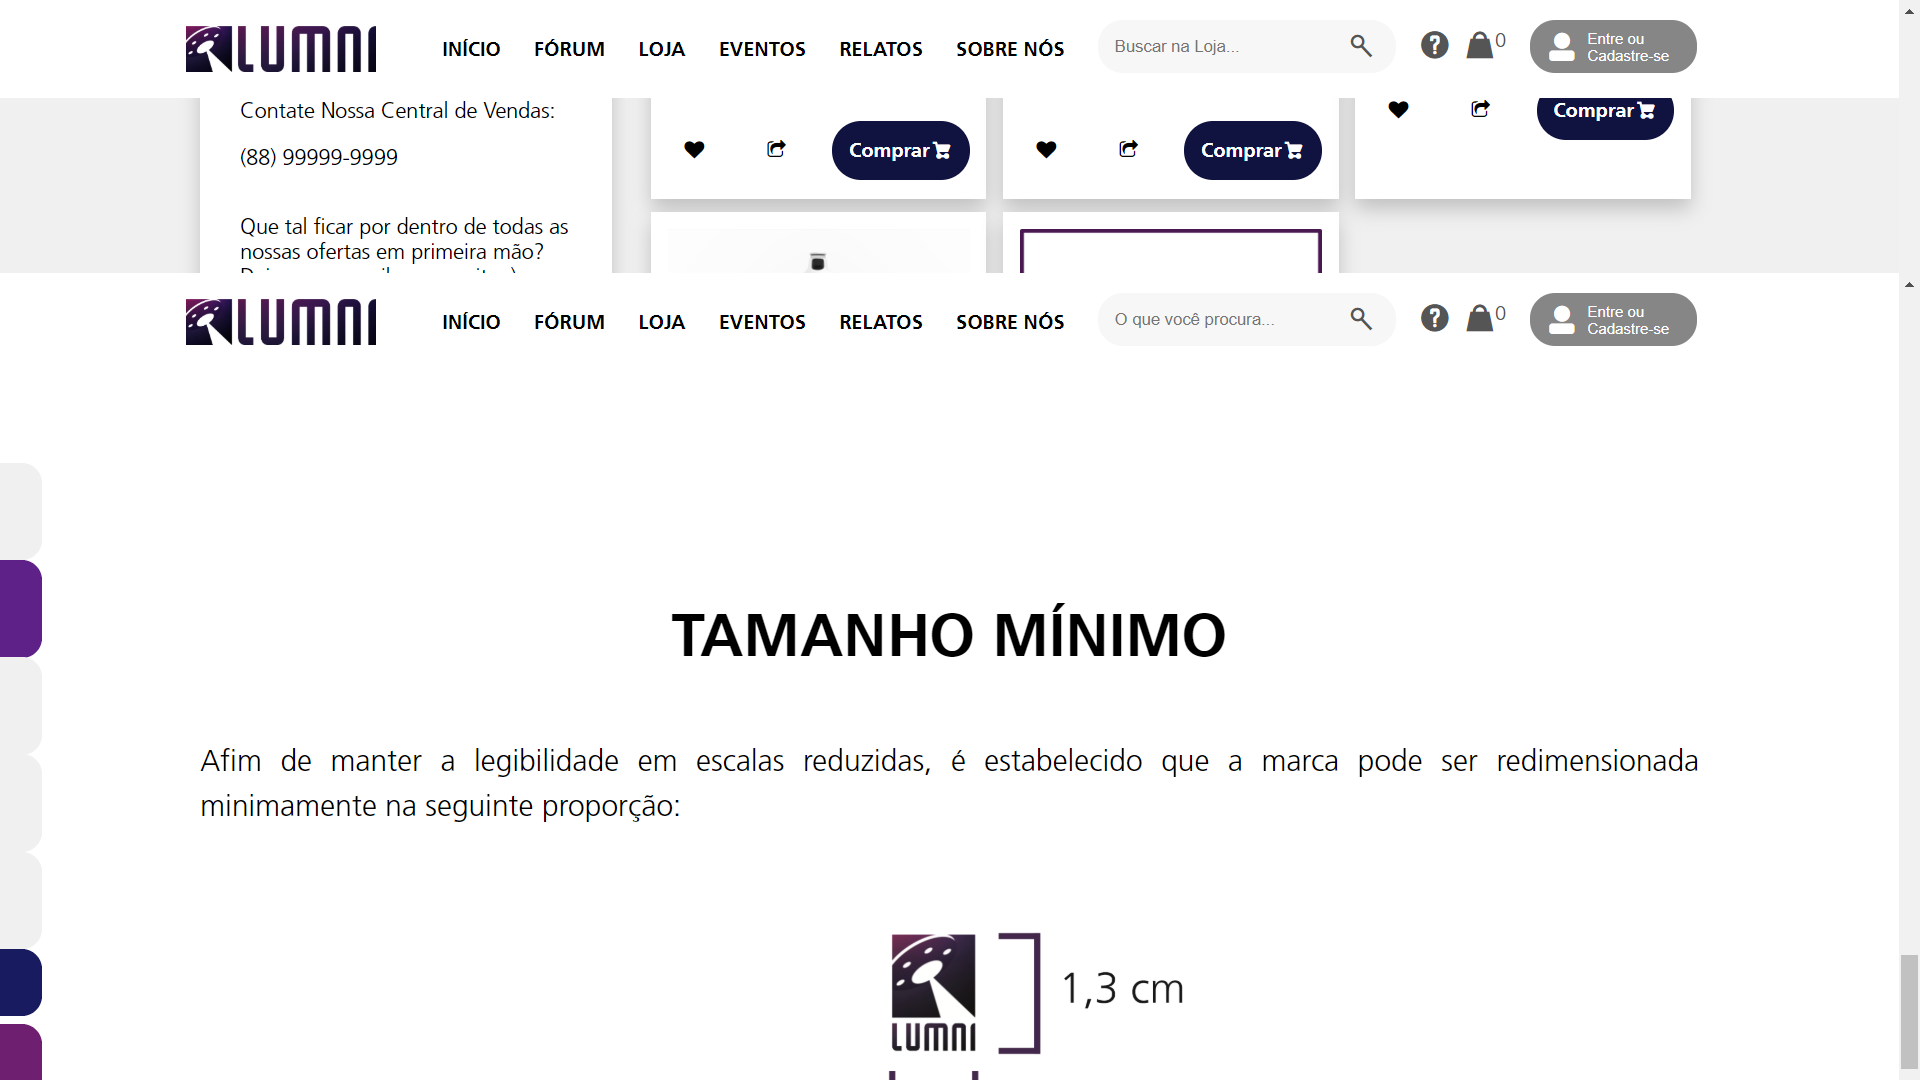 LUMNI
INÍCIO FÓRUM LOJA EVENTOS RELATOS SOBRE NÓS
Buscar na Loja...
0
Entre ou
Cadastre-se
Contate Nossa Central de Vendas:
(88) 99999-9999
Que tal ficar por dentro de todas as
nossas ofertas em primeira mão?
Comprar
Comprar
Comprar
LUMNI
INÍCIO FÓRUM LOJA EVENTOS RELATOS SOBRE NÓS
O que você procura...
0
Entre ou
Cadastre-se
TAMANHO MÍNIMO
Afim de manter a legibilidade em escalas reduzidas, é estabelecido que a marca pode ser redimensionada
minimamente na seguinte proporção:
LUMNI
1,3 cm